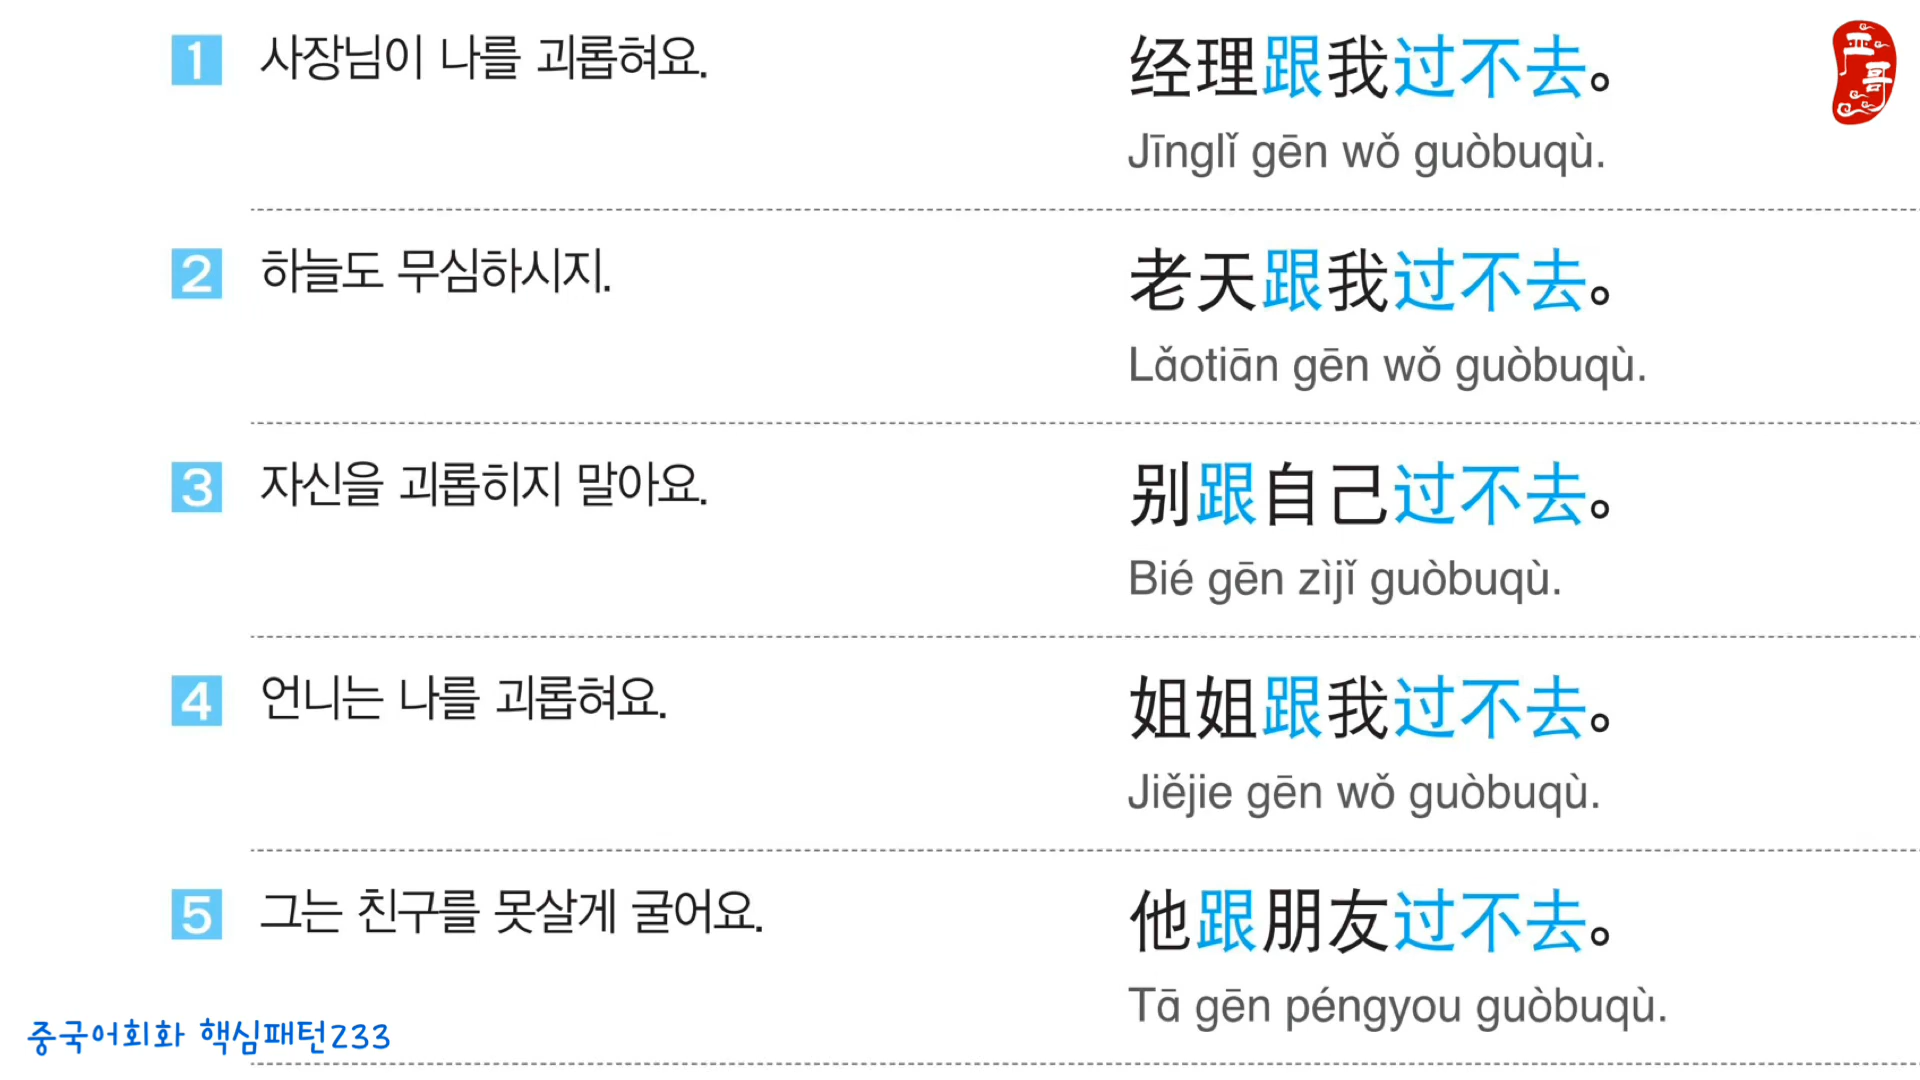 1 사장님이 나를 괴롭혀요. 经理跟我过不去。
Jīnglǐ gēn wǒ guòbuqù.
2 하늘도 무심하시지. 老天跟我过不去。
Lǎotiān gēn wǒ guòbuqù.
3 자신을 괴롭히지 말아요. 别跟自己过不去。
Bié gēn zìjǐ guòbuqù.
4 언니는 나를 괴롭혀요. 姐姐跟我过不去。
Jiějie gēn wǒ guòbuqù.
5 그는 친구를 못살게 굴어요. 他跟朋友过不去。
Tā gēn péngyou guòbuqù.
중국어회화 핵심패턴233